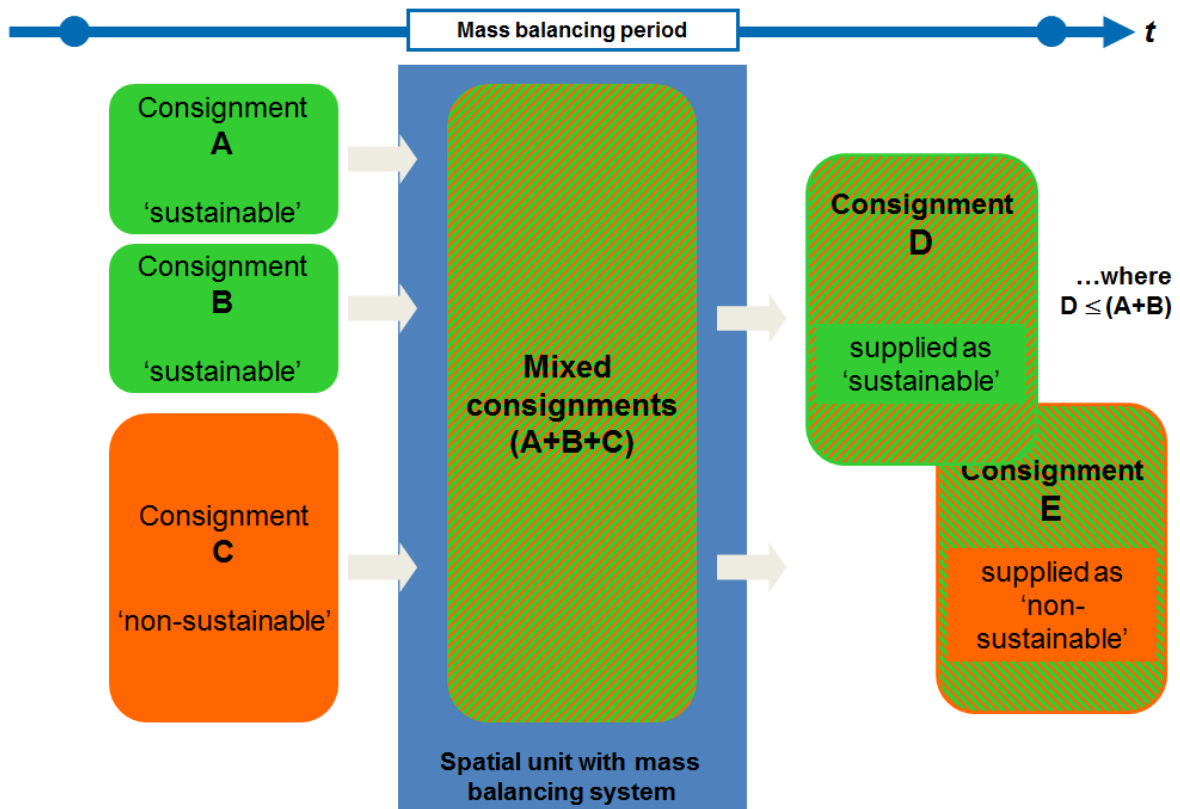 Mass balancing period
t
Consignment
A
‘sustainable’
Consignment
B
‘sustainable’
Consignment
C
‘non-sustainable’
Mixed
consignments
(A+B+C)
Spatial unit with mass
balancing system
Consignment
D
supplied as
‘sustainable’
…where
D ≤ (A+B)
Consignment
E
supplied as
‘non-
sustainable’